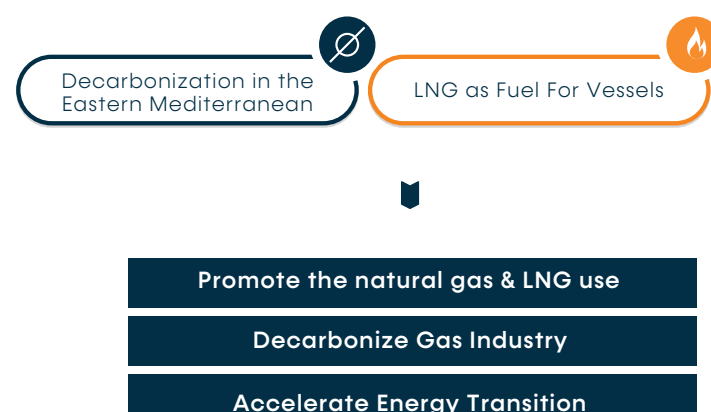 Decarbonization in the
Eastern Mediterranean
LNG as Fuel For Vessels
Promote the natural gas & LNG use
Decarbonize Gas Industry
Accelerate Energy Transition